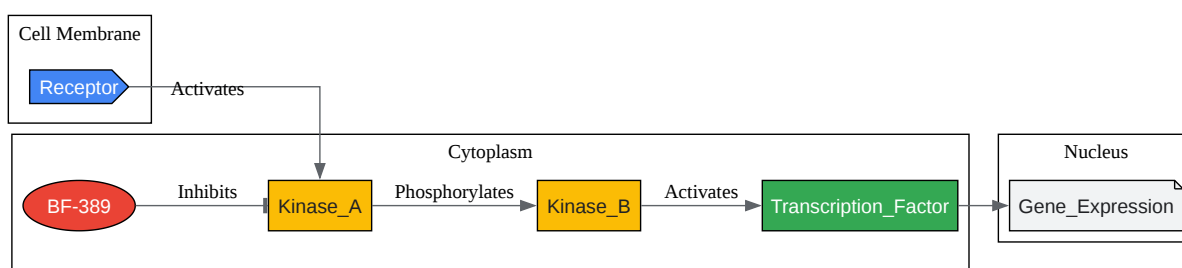 Cell Membrane
Receptor
Activates
Cytoplasm
Nucleus
BF-389
Inhibits
Kinase_A
Phosphorylates
Kinase_B
Activates
Transcription_Factor
Gene_Expression